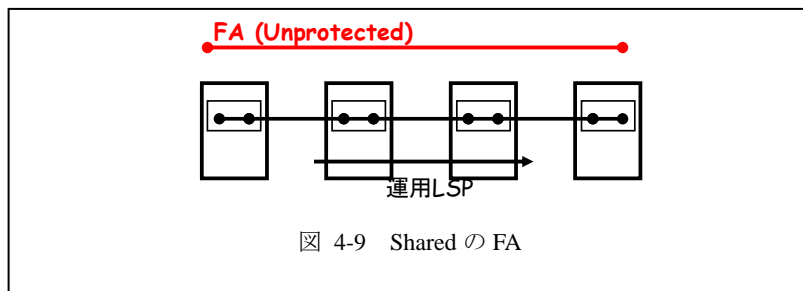 FA (Unprotected)
運用LSP
図 4-9 Shared の FA